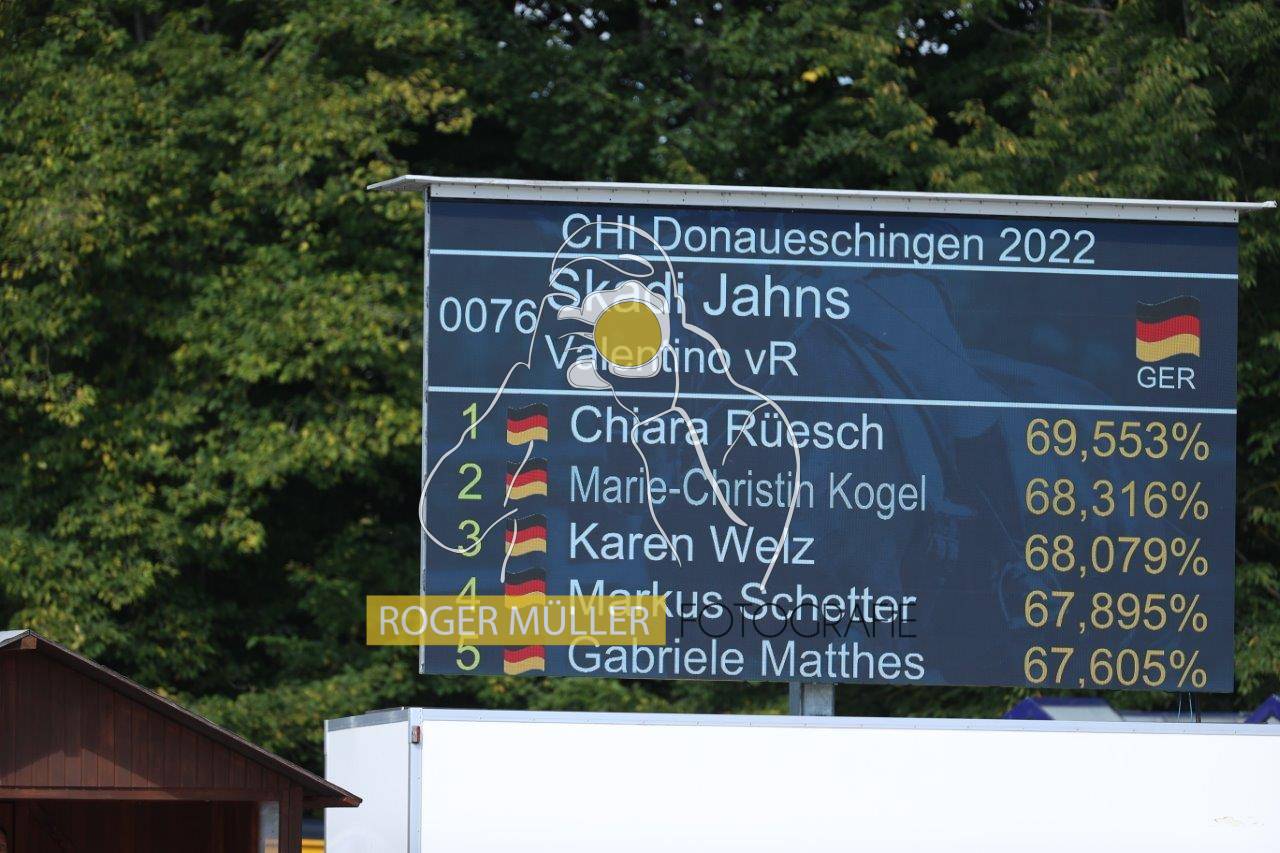 CHI Donaueschingen 2022
0076 Skadi Jahns
Valentino vR
GER
1 Chiara Rüesch 69,553%
2 Marie-Christin Kogel 68,316%
3 Karen Welz 68,079%
4 Markus Schetter 67,895%
ROGER MÜLLER FOTOGRAFIE
5 Gabriele Matthes 67,605%